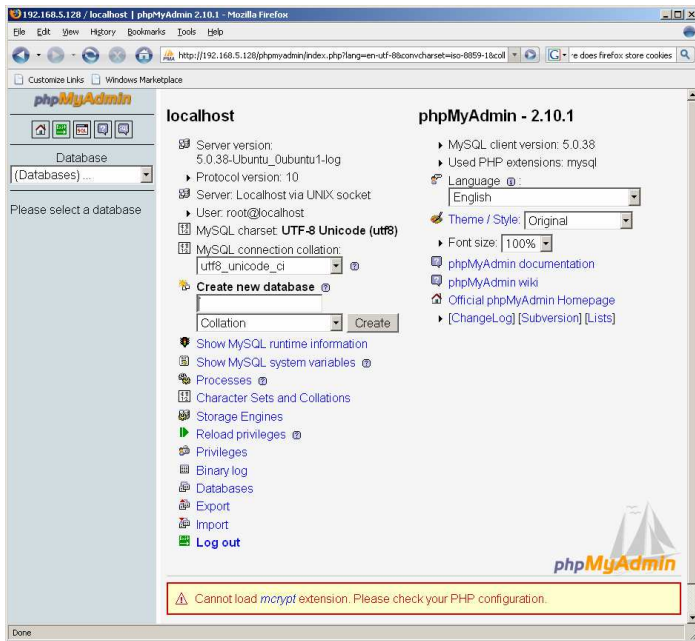 192.168.5.128 / localhost | phpMyAdmin 2.10.1 - Mozilla Firefox
File Edit View History Bookmarks Tools Help
http://192.168.5.128/phpmyadmin/index.php?lang=en-utf-8&convcharset=iso-8859-1&coll
'e does firefox store cookies
Customize Links Windows Marketplace
phpMyAdmin
Database
(Databases) ...
Please select a database
localhost
Server version:
5.0.38-Ubuntu_0ubuntu1-log
Protocol version: 10
Server: Localhost via UNIX socket
User: root@localhost
MySQL charset: UTF-8 Unicode (utf8)
MySQL connection collation:
utf8_unicode_ci
Create new database
Collation Create
Show MySQL runtime information
Show MySQL system variables
Processes
Character Sets and Collations
Storage Engines
Reload privileges
Privileges
Binary log
Databases
Export
Import
Log out
phpMyAdmin - 2.10.1
MySQL client version: 5.0.38
Used PHP extensions: mysql
Language :
English
Theme / Style: Original
Font size: 100%
phpMyAdmin documentation
phpMyAdmin wiki
Official phpMyAdmin Homepage
[ChangeLog] [Subversion] [Lists]
phpMyAdmin
Cannot load mcrypt extension. Please check your PHP configuration.
Done